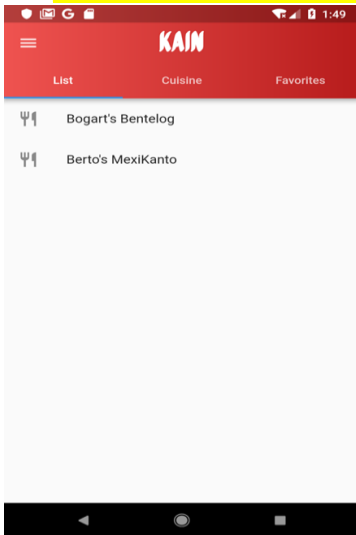 1:49
KAIN
List Cuisine Favorites
Bogart's Bentelog
Berto's MexiKanto